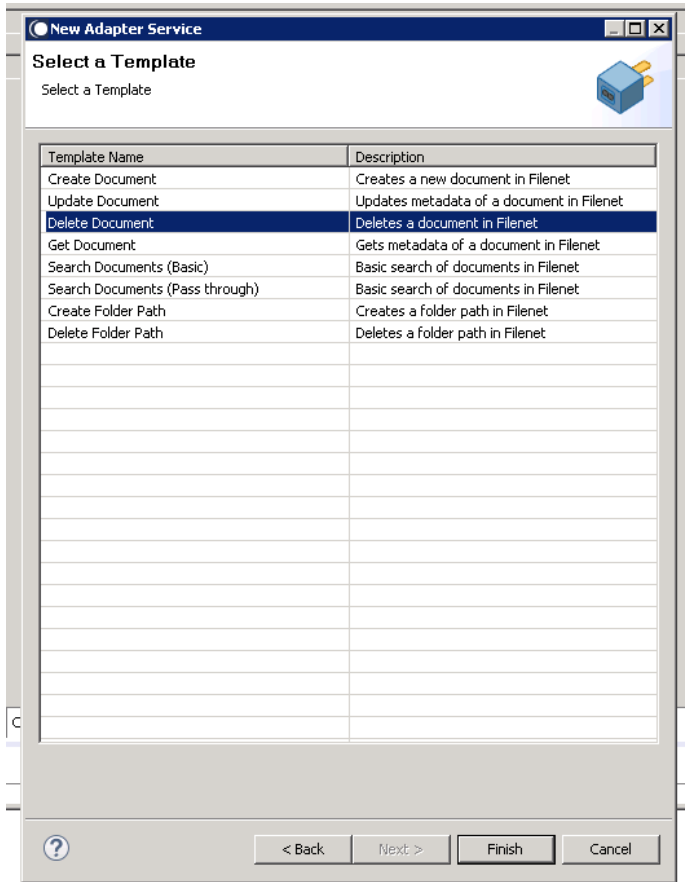 New Adapter Service
Select a Template
Select a Template
Template Name Description
Create Document Creates a new document in Filenet
Update Document Updates metadata of a document in Filenet
Delete Document Deletes a document in Filenet
Get Document Gets metadata of a document in Filenet
Search Documents (Basic) Basic search of documents in Filenet
Search Documents (Pass through) Basic search of documents in Filenet
Create Folder Path Creates a folder path in Filenet
Delete Folder Path Deletes a folder path in Filenet
? < Back Next > Finish Cancel